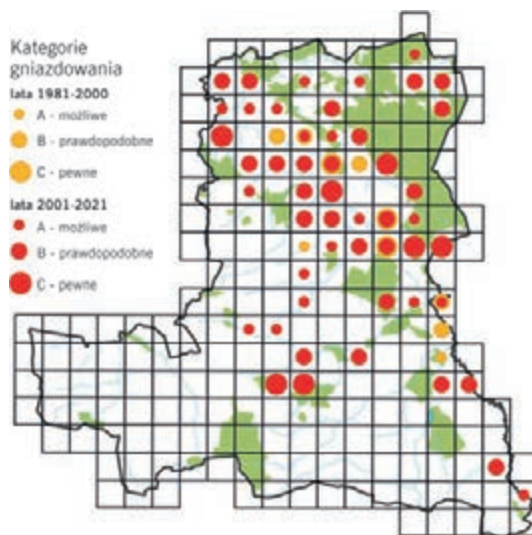 Kategorie
gniazdowania
lata 1981-2000
A - możliwe
B - prawdopodobne
C - pewne
lata 2001-2021
A - możliwe
B - prawdopodobne
C - pewne